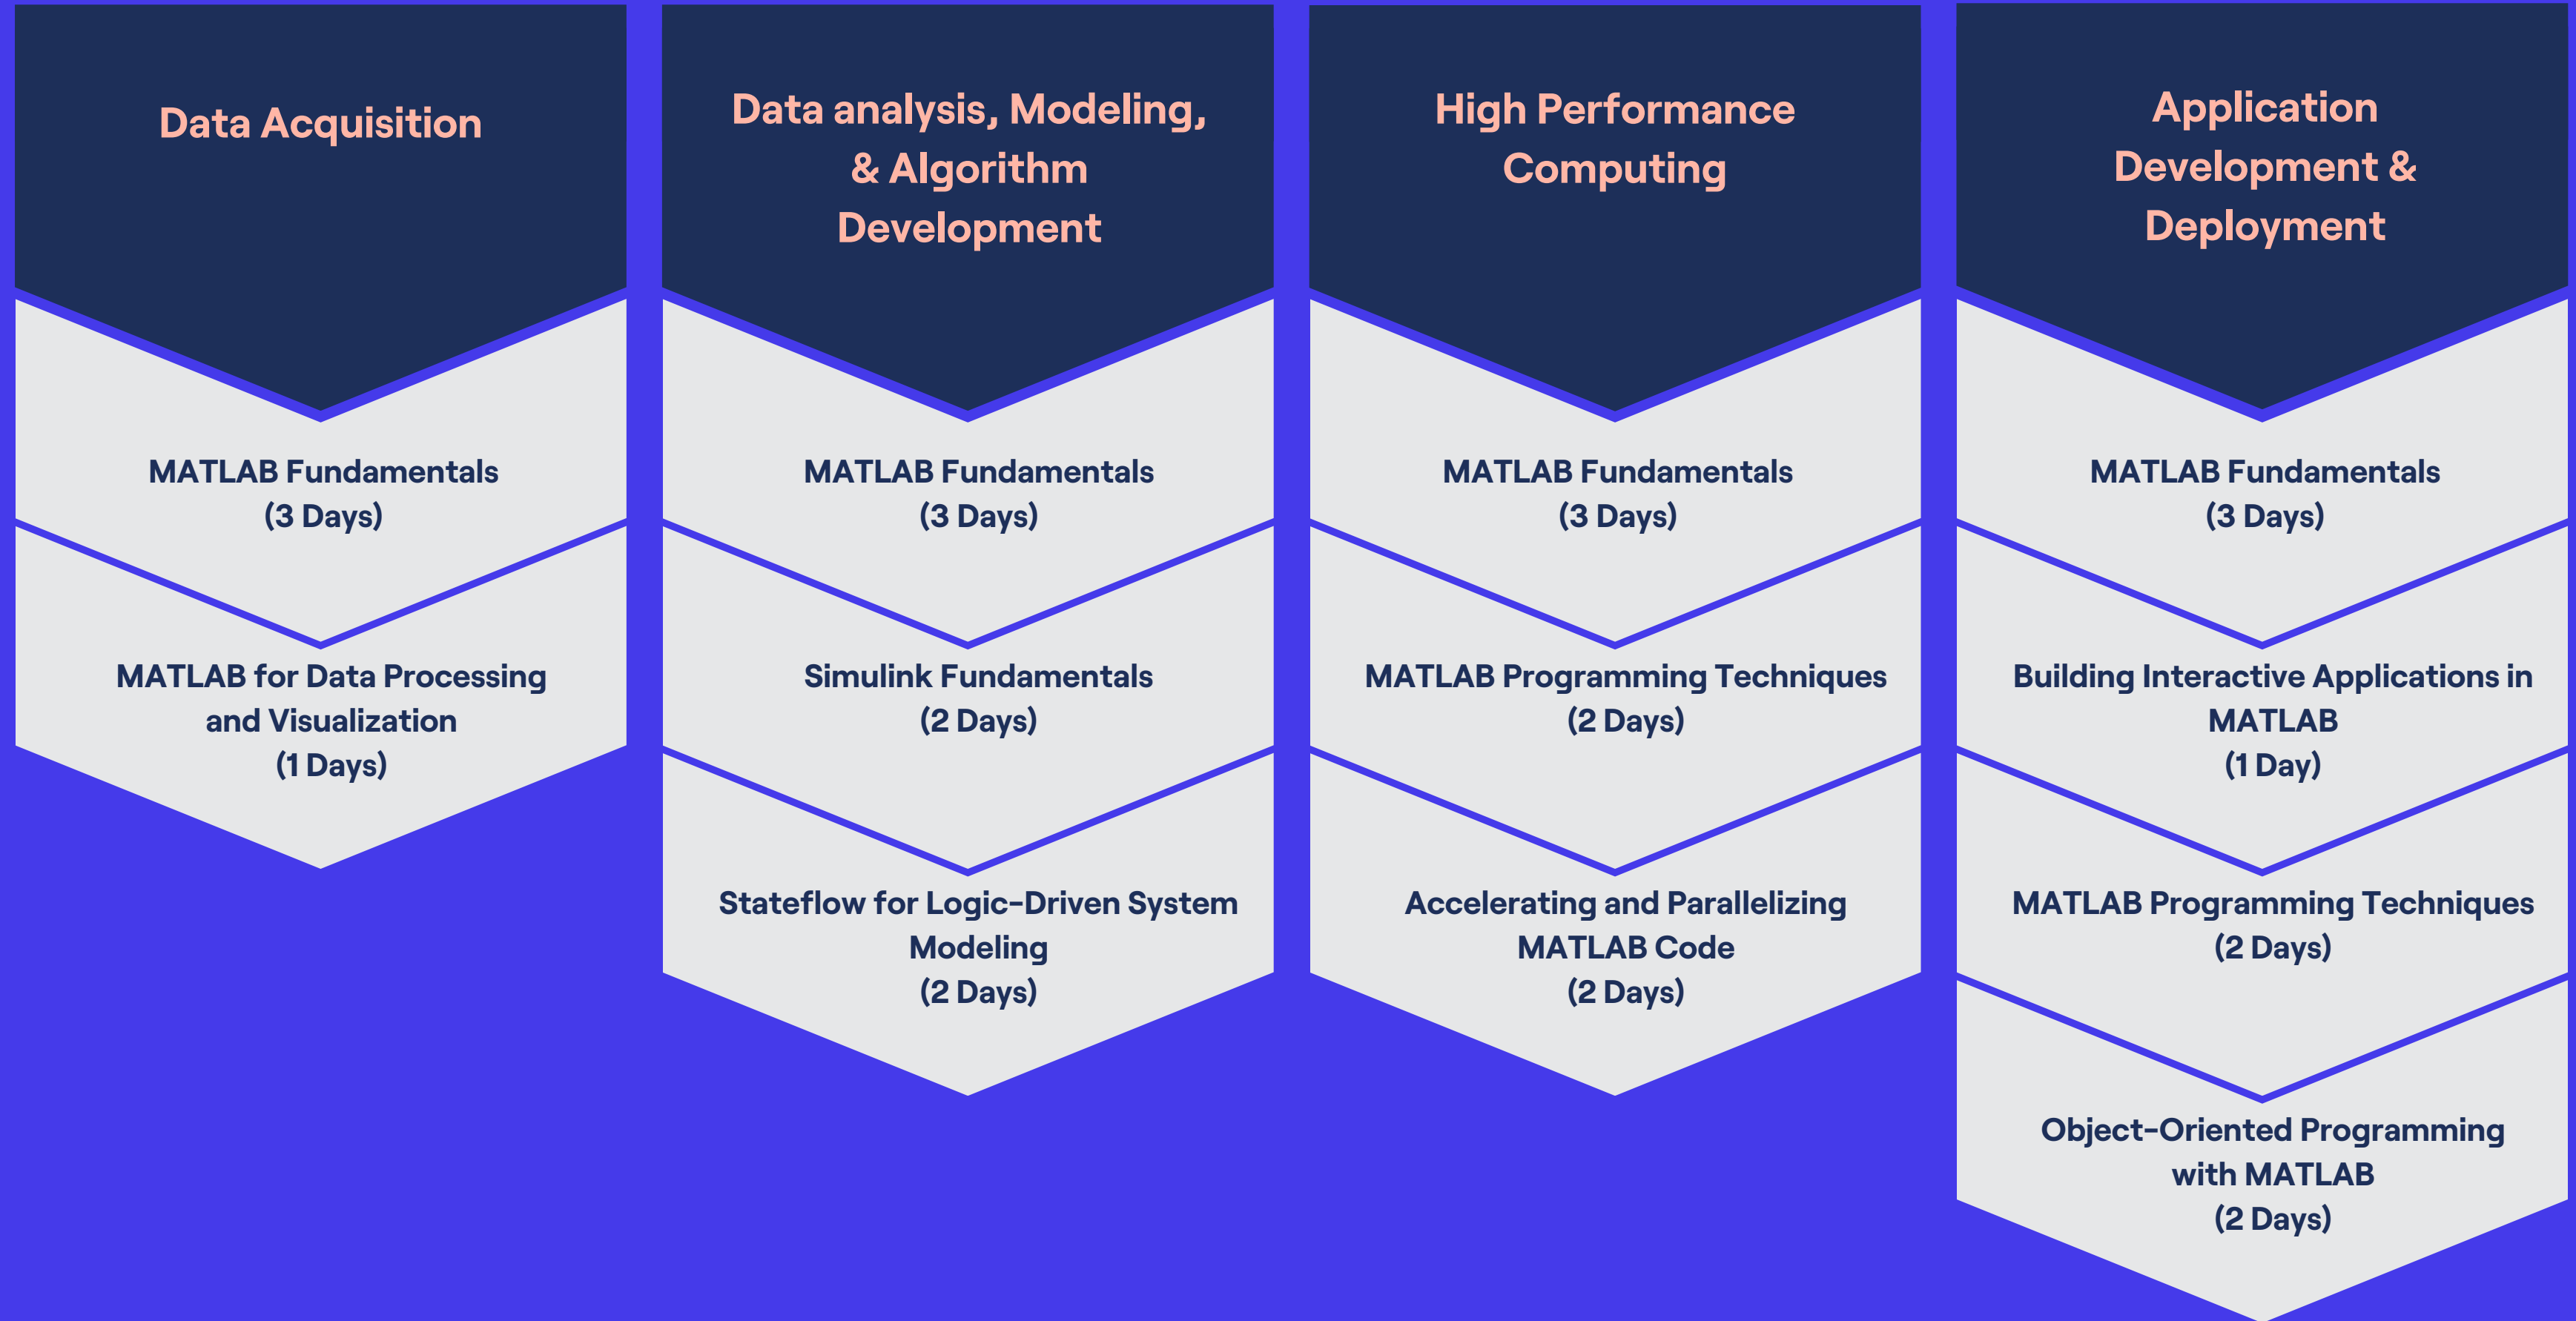 Data Acquisition
MATLAB Fundamentals
(3 Days)
MATLAB for Data Processing
and Visualization
(1 Days)
Data analysis, Modeling,
& Algorithm
Development
MATLAB Fundamentals
(3 Days)
Simulink Fundamentals
(2 Days)
Stateflow for Logic-Driven System
Modeling
(2 Days)
High Performance
Computing
MATLAB Fundamentals
(3 Days)
MATLAB Programming Techniques
(2 Days)
Accelerating and Parallelizing
MATLAB Code
(2 Days)
Application
Development &
Deployment
MATLAB Fundamentals
(3 Days)
Building Interactive Applications in
MATLAB
(1 Day)
MATLAB Programming Techniques
(2 Days)
Object-Oriented Programming
with MATLAB
(2 Days)